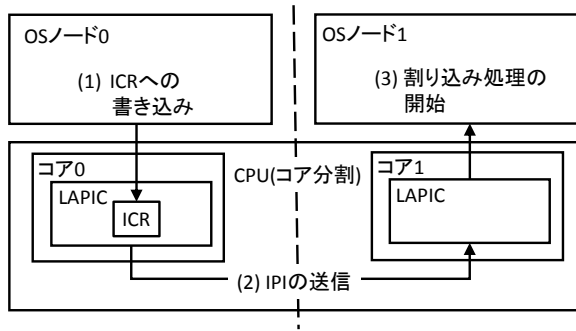 OSノード0
(1) ICRへの
書き込み
OSノード1
(3) 割り込み処理の
開始
コア0
LAPIC
ICR
CPU(コア分割)
コア1
LAPIC
(2) IPIの送信